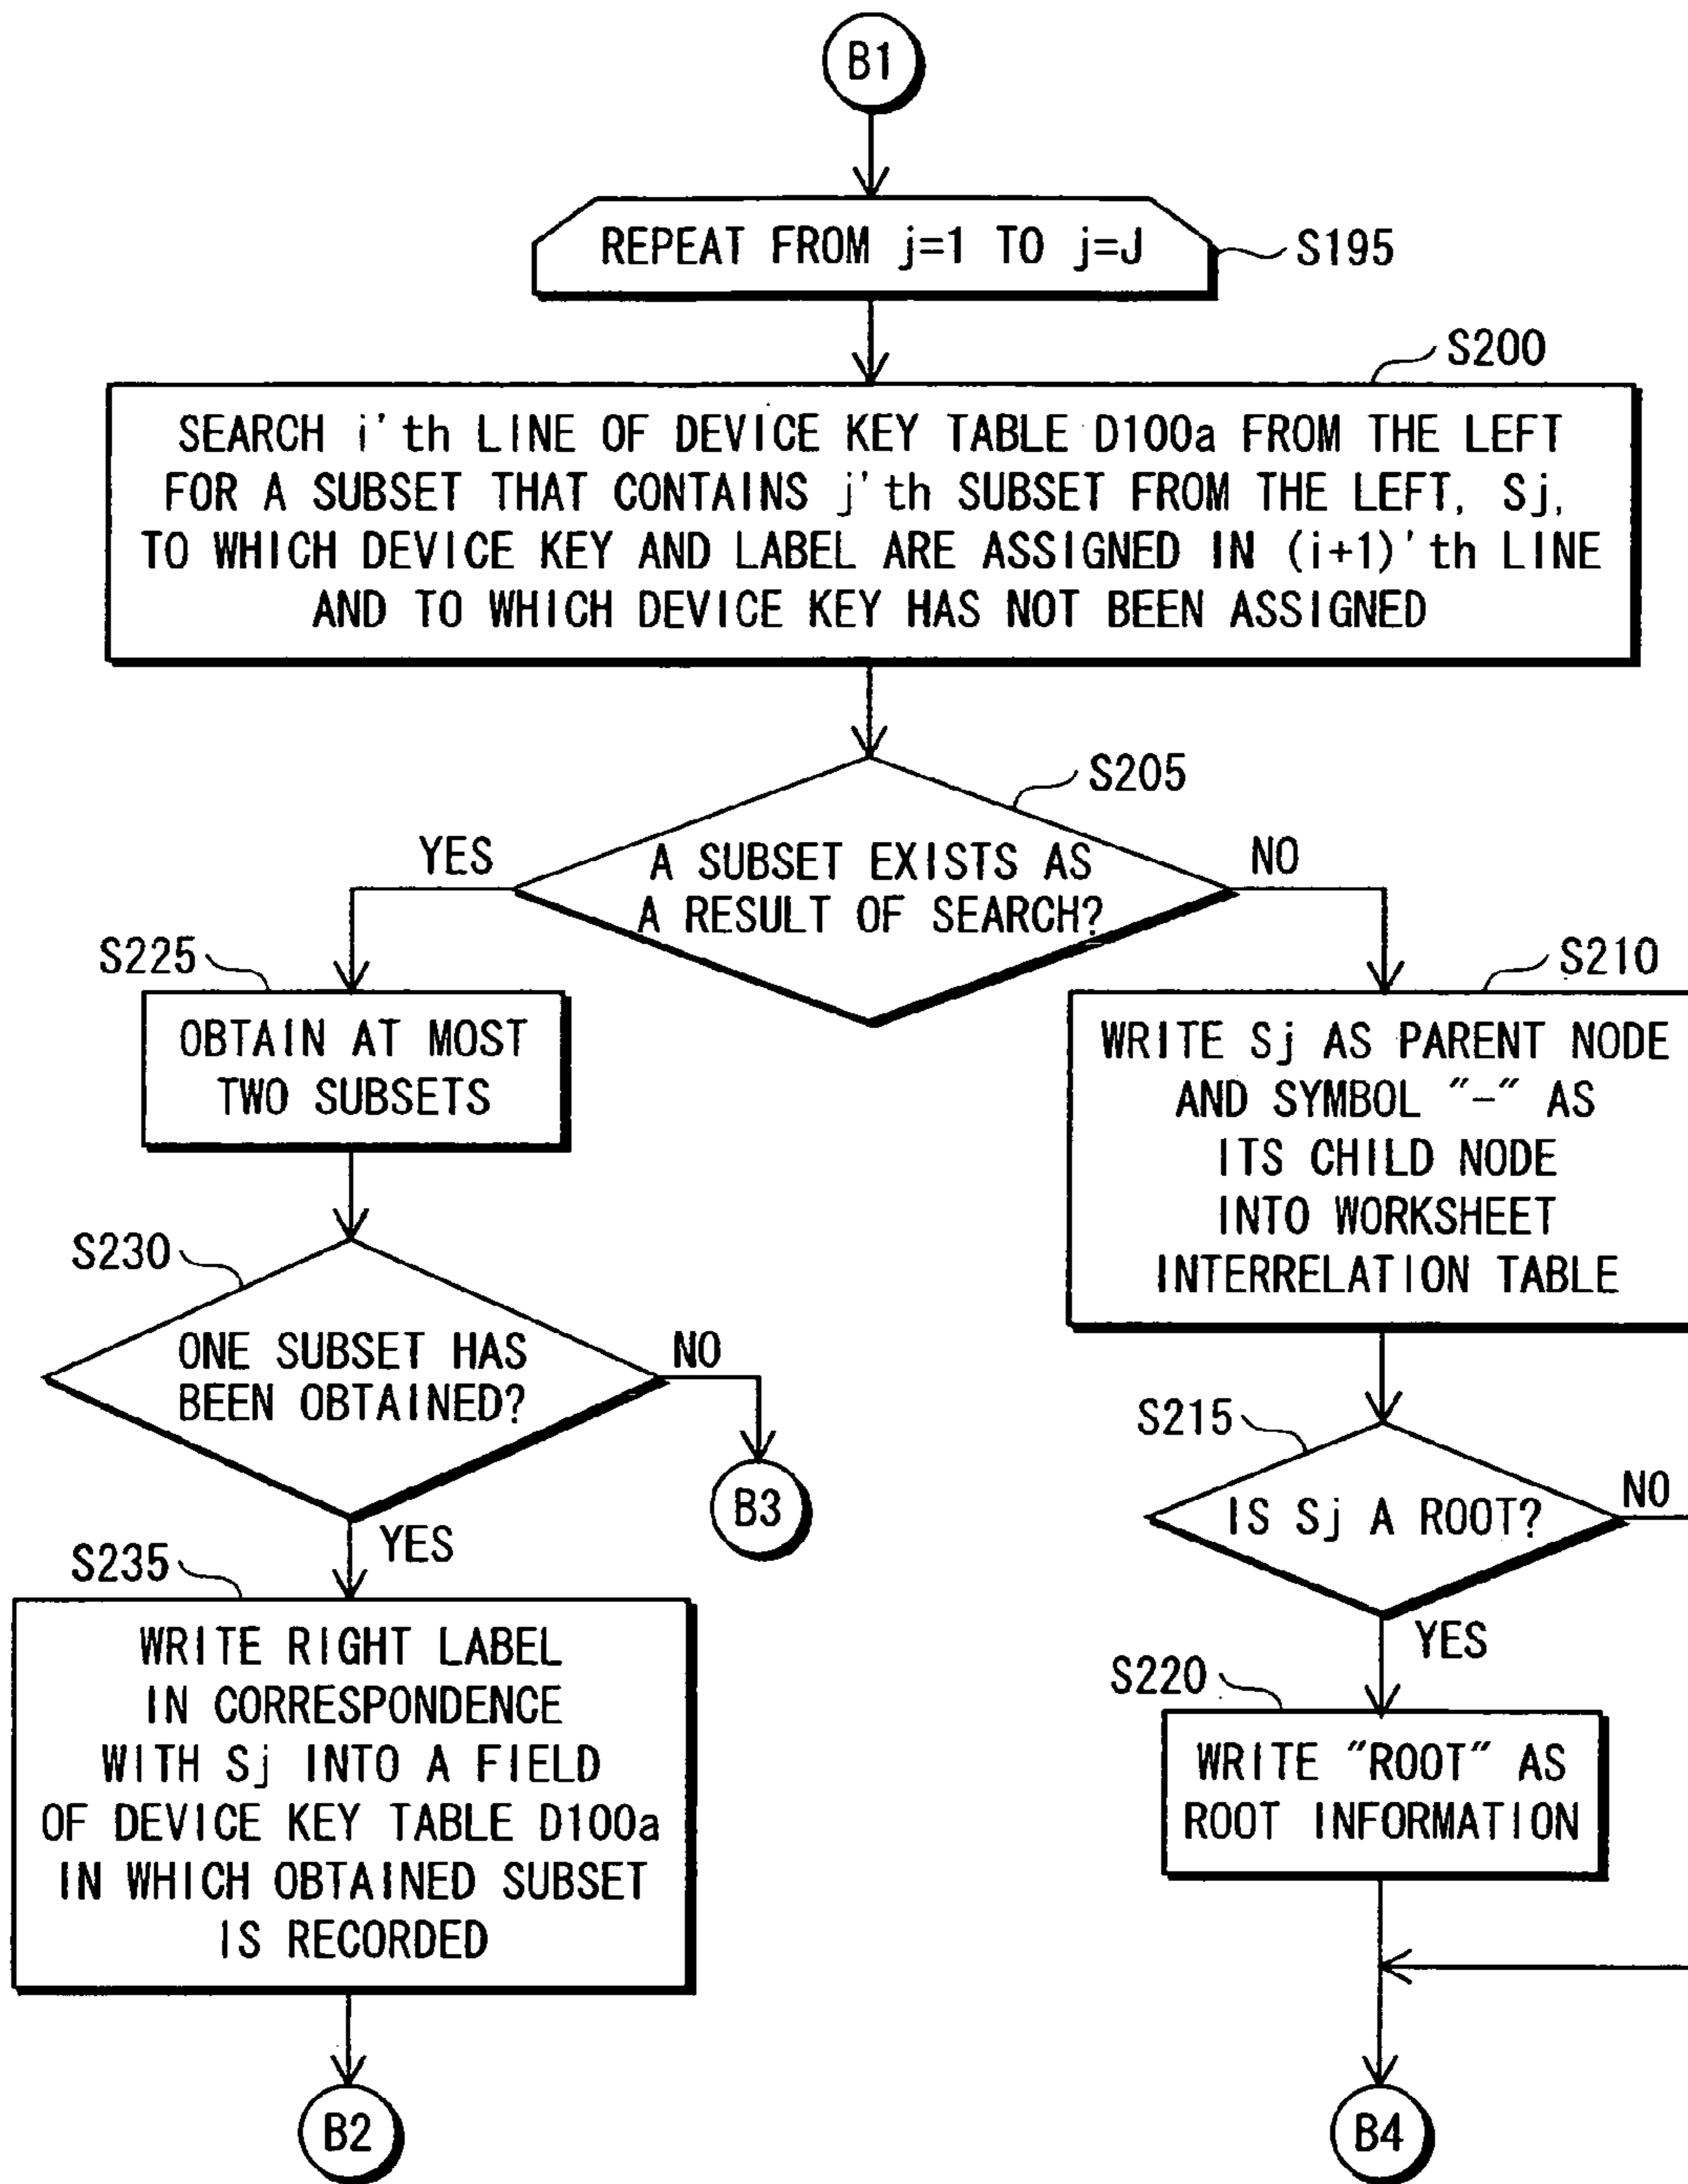 B1
REPEAT FROM j=1 TO j=J
S195
S200
SEARCH i'th LINE OF DEVICE KEY TABLE D100a FROM THE LEFT
FOR A SUBSET THAT CONTAINS j'th SUBSET FROM THE LEFT, Sj,
TO WHICH DEVICE KEY AND LABEL ARE ASSIGNED IN (i+1)'th LINE
AND TO WHICH DEVICE KEY HAS NOT BEEN ASSIGNED
S205
YES
A SUBSET EXISTS AS
A RESULT OF SEARCH?
NO
S225
OBTAIN AT MOST
TWO SUBSETS
S210
WRITE Sj AS PARENT NODE
AND SYMBOL "-" AS
ITS CHILD NODE
INTO WORKSHEET
INTERRELATION TABLE
S230
ONE SUBSET HAS
BEEN OBTAINED?
NO
B3
YES
S215
IS Sj A ROOT?
NO
YES
S235
WRITE RIGHT LABEL
IN CORRESPONDENCE
WITH Sj INTO A FIELD
OF DEVICE KEY TABLE D100a
IN WHICH OBTAINED SUBSET
IS RECORDED
S220
WRITE "ROOT" AS
ROOT INFORMATION
B2
B4